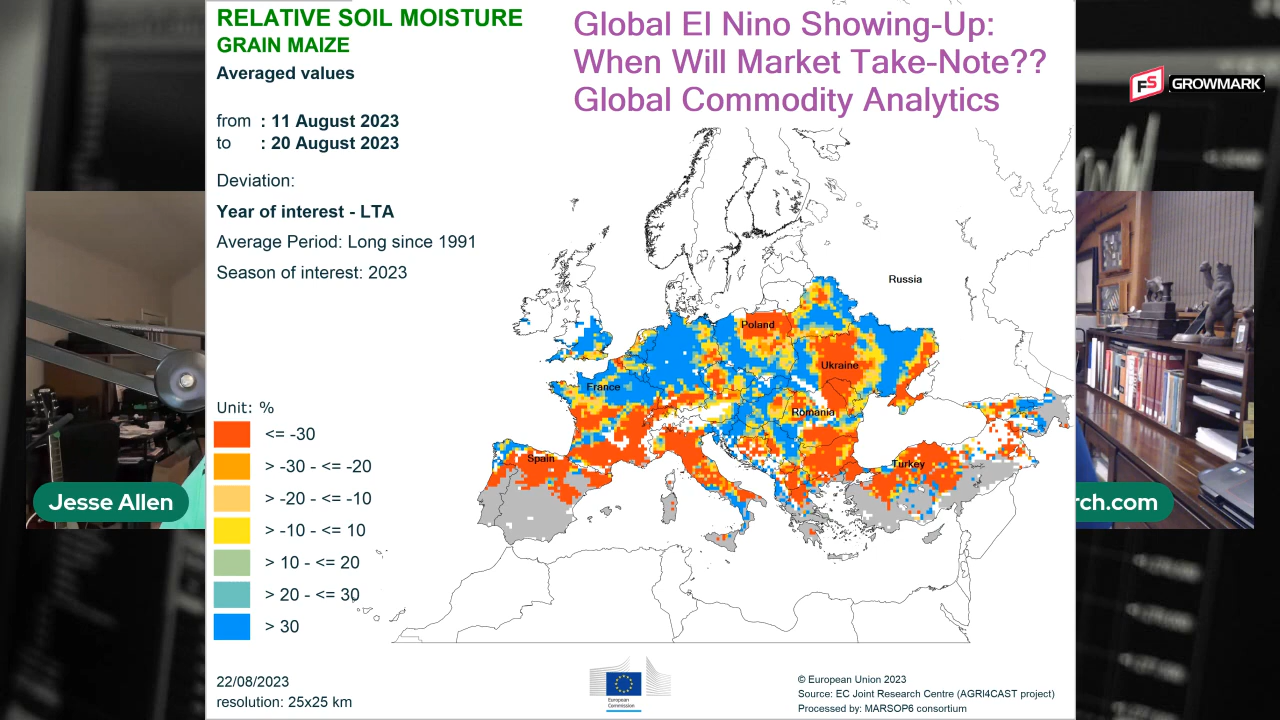 RELATIVE SOIL MOISTURE
GRAIN MAIZE
Averaged values
from : 11 August 2023
to : 20 August 2023
Deviation:
Year of interest - LTA
Average Period: Long since 1991
Season of interest: 2023
Global El Nino Showing-Up:
When Will Market Take-Note??
Global Commodity Analytics
FS GROWMARK
Russia
Poland
Ukraine
France
Romania
Spain
Turkey
Unit: %
<= -30
> -30 - <= -20
> -20 - <= -10
> -10 - <= 10
> 10 - <= 20
> 20 - <= 30
> 30
Jesse Allen
rch.com
22/08/2023
resolution: 25x25 km
European
Commission
© European Union 2023
Source: EC Joint Research Centre (AGRI4CAST project)
Processed by: MARSOP6 consortium